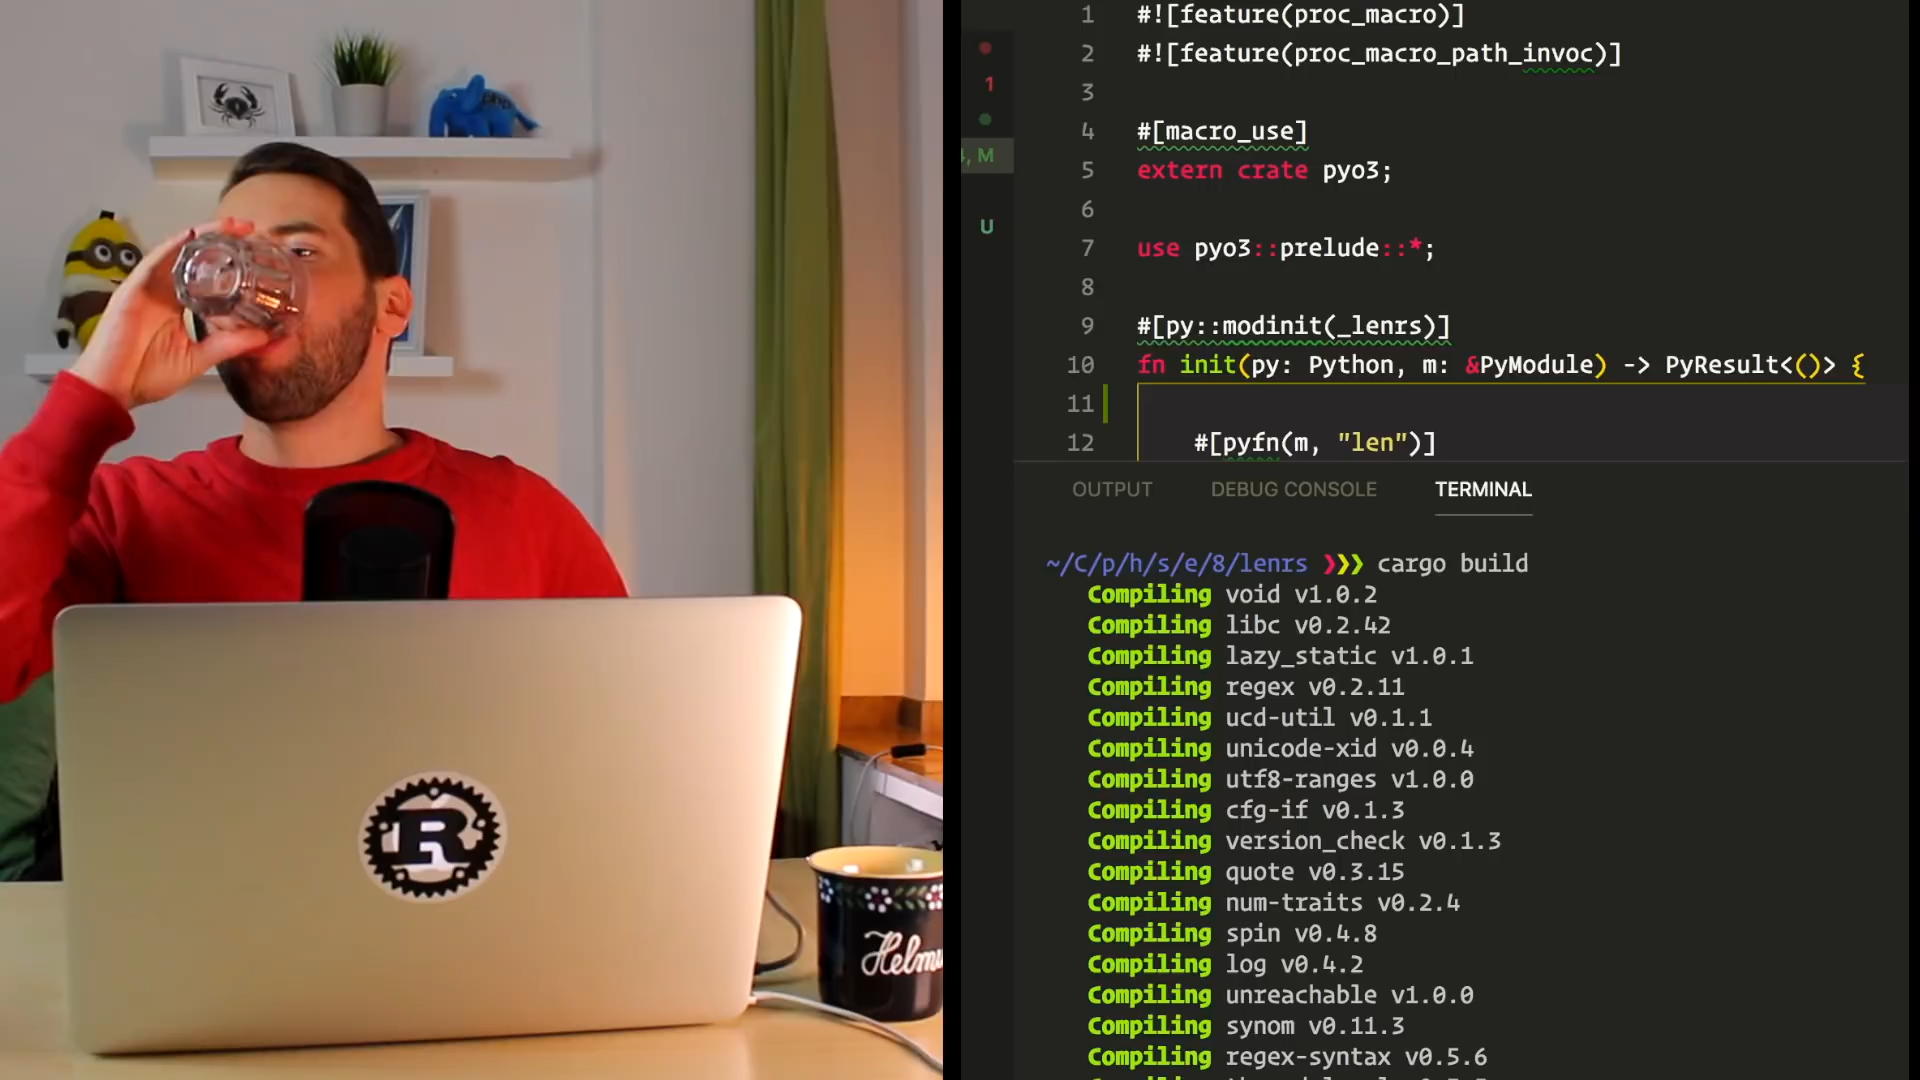 php
R
Helm
1
4, M
U
1 #![feature(proc_macro)]
2 #![feature(proc_macro_path_invoc)]
3
4 #[macro_use]
5 extern crate pyo3;
6
7 use pyo3::prelude::*;
8
9 #[py::modinit(_lenrs)]
10 fn init(py: Python, m: &PyModule) -> PyResult<()> {
11
12 #[pyfn(m, "len")]
OUTPUT DEBUG CONSOLE TERMINAL
~/C/p/h/s/e/8/lenrs ❯❯❯ cargo build
Compiling void v1.0.2
Compiling libc v0.2.42
Compiling lazy_static v1.0.1
Compiling regex v0.2.11
Compiling ucd-util v0.1.1
Compiling unicode-xid v0.0.4
Compiling utf8-ranges v1.0.0
Compiling cfg-if v0.1.3
Compiling version_check v0.1.3
Compiling quote v0.3.15
Compiling num-traits v0.2.4
Compiling spin v0.4.8
Compiling log v0.4.2
Compiling unreachable v1.0.0
Compiling synom v0.11.3
Compiling regex-syntax v0.5.6